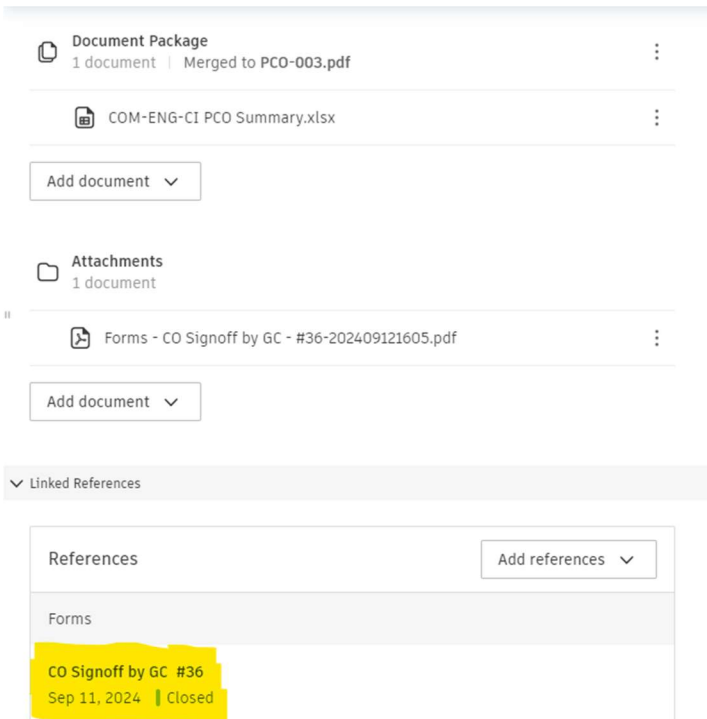 Document Package
1 document | Merged to PCO-003.pdf
COM-ENG-CI PCO Summary.xlsx
Add document
Attachments
1 document
Forms - CO Signoff by GC - #36-202409121605.pdf
Add document
Linked References
References
Add references
Forms
CO Signoff by GC #36
Sep 11, 2024 Closed